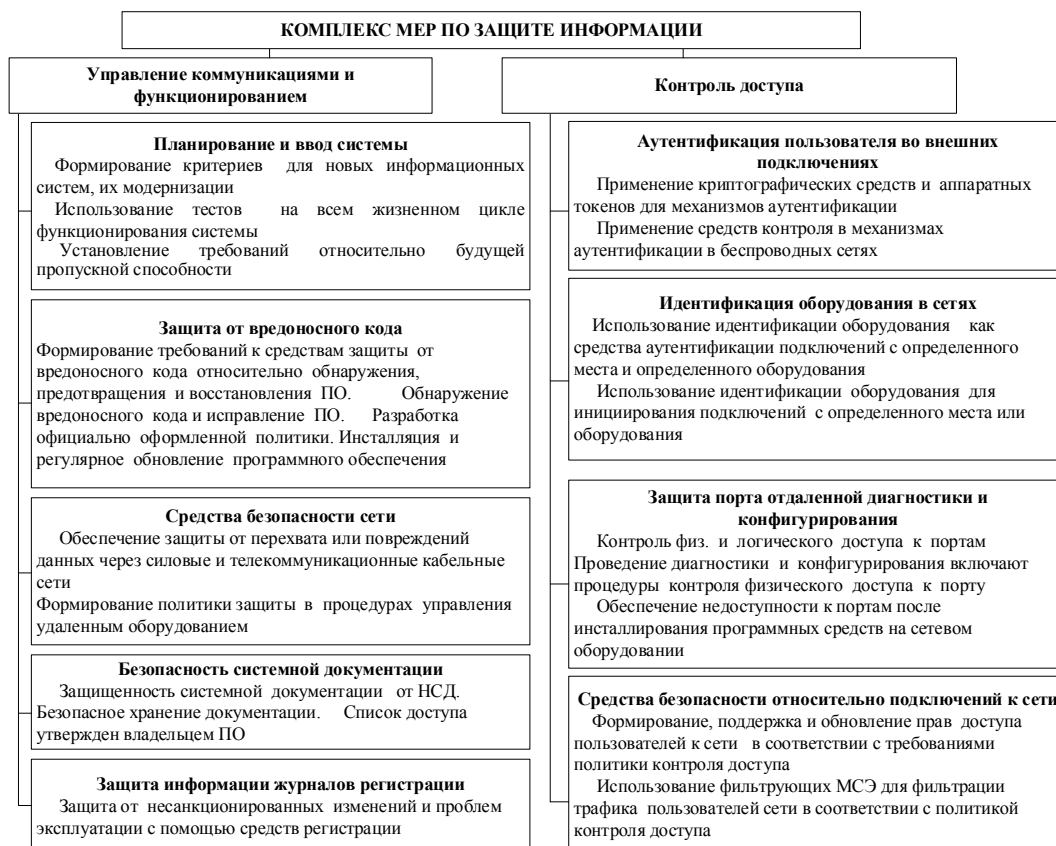 КОМПЛЕКС МЕР ПО ЗАЩИТЕ ИНФОРМАЦИИ
Управление коммуникациями и
функционированием
Планирование и ввод системы
Формирование критериев для новых информационных
систем, их модернизации
Использование тестов на всем жизненном цикле
функционирования системы
Установление требований относительно будущей
пропускной способности
Защита от вредоносного кода
Формирование требований к средствам защиты от
вредоносного кода относительно обнаружения,
предотвращения и восстановления ПО. Обнаружение
вредоносного кода и исправление ПО. Разработка
официально оформленной политики. Инсталляция и
регулярное обновление программного обеспечения
Средства безопасности сети
Обеспечение защиты от перехвата или повреждений
данных через силовые и телекоммуникационные кабельные
сети
Формирование политики защиты в процедурах управления
удаленным оборудованием
Безопасность системной документации
Защищенность системной документации от НСД.
Безопасное хранение документации. Список доступа
утвержден владельцем ПО
Защита информации журналов регистрации
Защита от несанкционированных изменений и проблем
эксплуатации с помощью средств регистрации
Контроль доступа
Аутентификация пользователя во внешних
подключениях
Применение криптографических средств и аппаратных
токенов для механизмов аутентификации
Применение средств контроля в механизмах
аутентификации в беспроводных сетях
Идентификация оборудования в сетях
Использование идентификации оборудования как
средства аутентификации подключений с определенного
места и определенного оборудования
Использование идентификации оборудования для
инициирования подключений с определенного места или
оборудования
Защита порта отдаленной диагностики и
конфигурирования
Контроль физ. и логического доступа к портам
Проведение диагностики и конфигурирования включают
процедуры контроля физического доступа к порту
Обеспечение недоступности к портам после
инсталлирования программных средств на сетевом
оборудовании
Средства безопасности относительно подключений к сети
Формирование, поддержка и обновление прав доступа
пользователей к сети в соответствии с требованиями
политики контроля доступа
Использование фильтрующих МСЭ для фильтрации
трафика пользователей сети в соответствии с политикой
контроля доступа